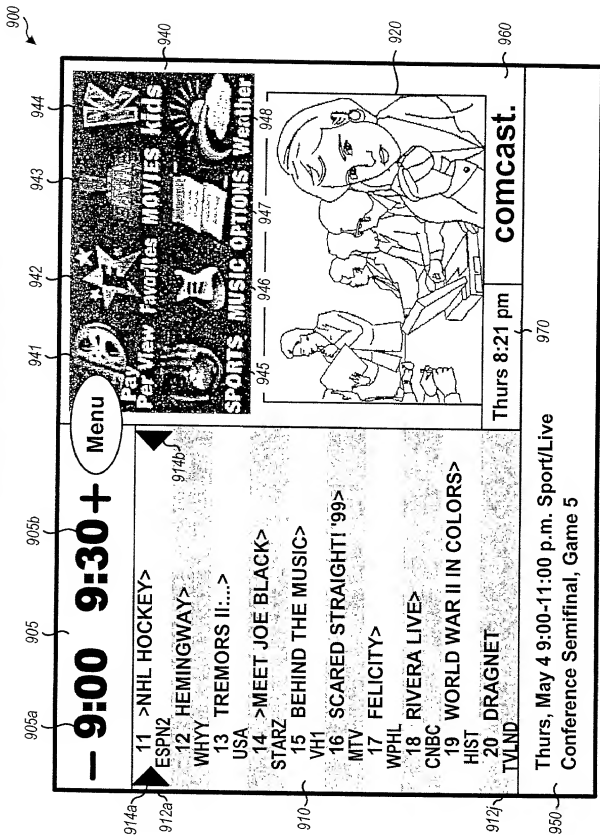 900
905a 905 905b 941 942 943 944
– 9:00 9:30+
Menu
940
Pay
Per View Favorites MOVIES Kids
SPORTS MUSIC OPTIONS Weather
914a
912a
914b
11 >NHL HOCKEY>
ESPN2
12 HEMINGWAY>
WHYY
13 TREMORS II:...>
USA
14 >MEET JOE BLACK>
STARZ
15 BEHIND THE MUSIC>
VH1
16 SCARED STRAIGHT! '99>
MTV
17 FELICITY>
WPHL
18 RIVERA LIVE>
CNBC
19 WORLD WAR II IN COLORS>
HIST
20 DRAGNET
TVLND
910
912j
945 946 947 948
920
Thurs 8:21 pm
comcast.
960
970
950
Thurs, May 4 9:00-11:00 p.m. Sport/Live
Conference Semifinal, Game 5